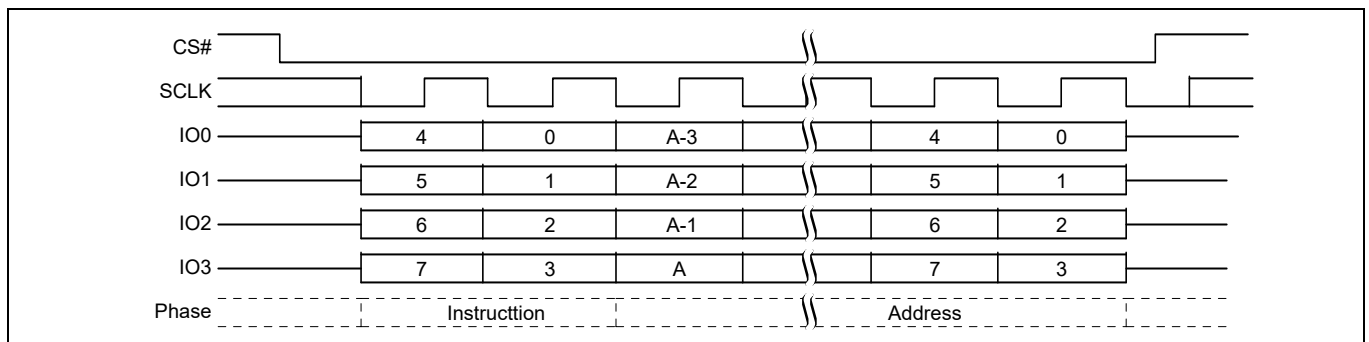 CS#
SCLK
IO0 4 0 A-3 4 0
IO1 5 1 A-2 5 1
IO2 6 2 A-1 6 2
IO3 7 3 A 7 3
Phase Instructtion Address